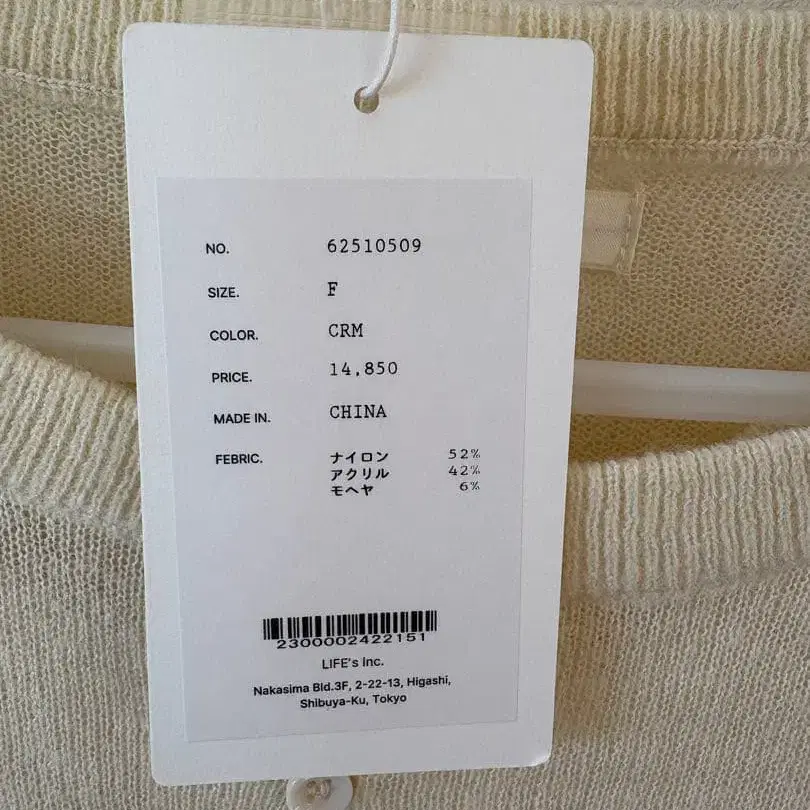 NO. 62510509
SIZE. F
COLOR. CRM
PRICE. 14,850
MADE IN. CHINA
FEBRIC. ナイロン 52%
アクリル 42%
モヘヤ 6%
2300002422151
LIFE's Inc.
Nakasima Bld.3F, 2-22-13, Higashi,
Shibuya-Ku, Tokyo